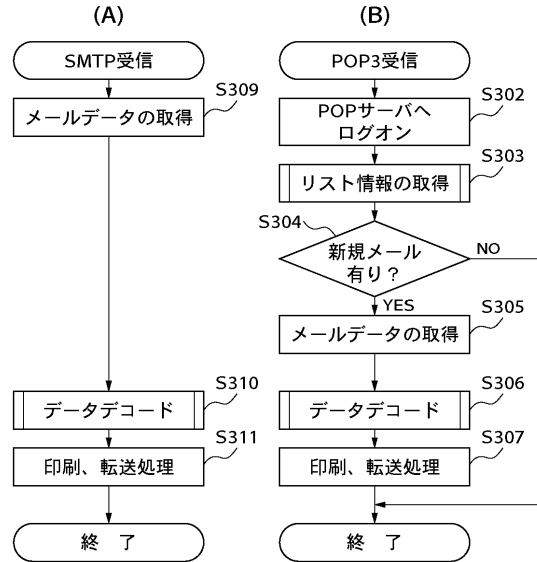 (A)
SMTP受信
S309
メールデータの取得
S310
データデコード
S311
印刷、転送処理
終 了
(B)
POP3受信
S302
POPサーバへ
ログオン
S303
リスト情報の取得
S304
新規メール
有り？
NO
YES
S305
メールデータの取得
S306
データデコード
S307
印刷、転送処理
終 了